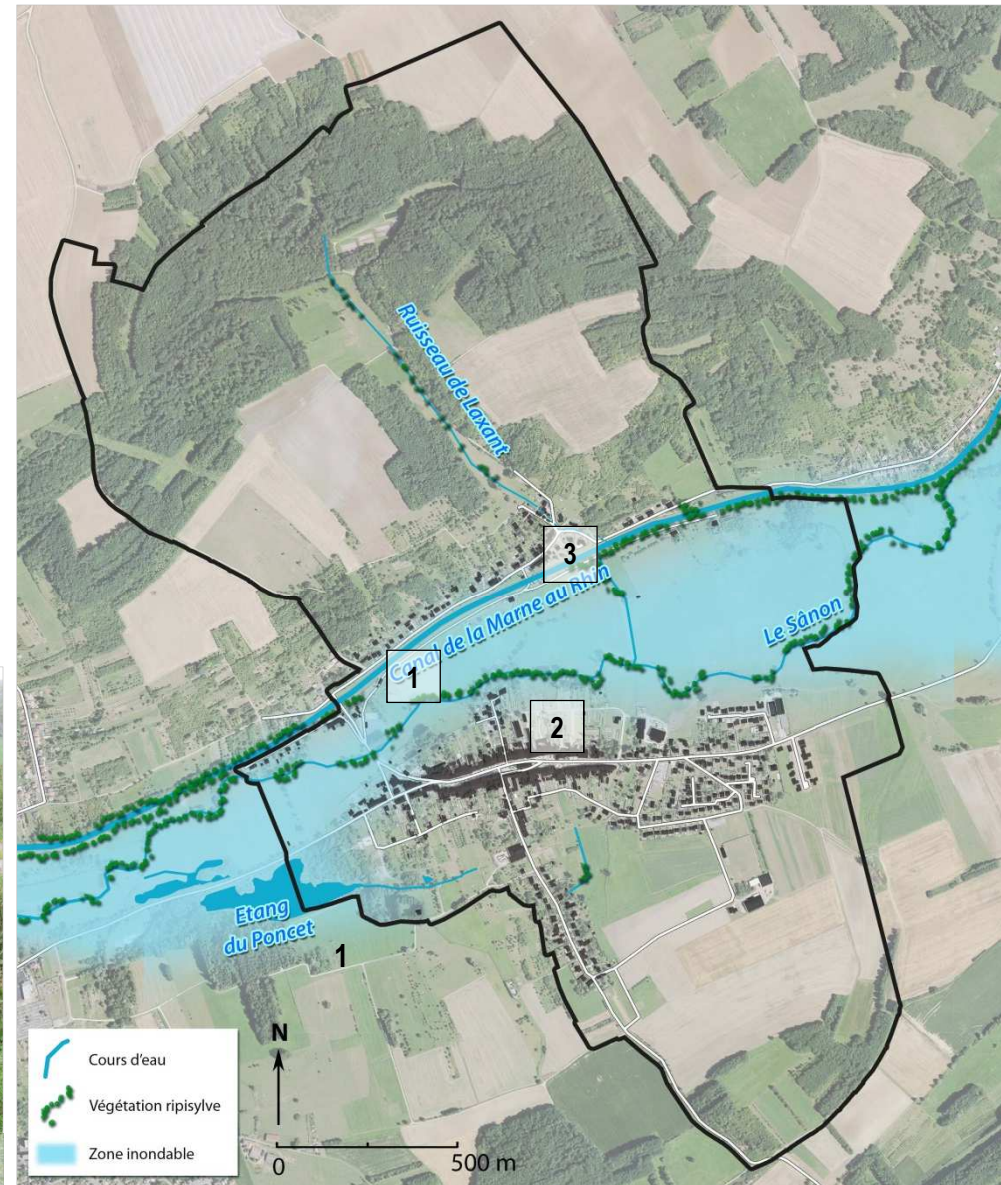 Ruisseau de Laxant
3
Canal de la Marne au Rhin
Le Sânon
1
2
Etang
du Poncet
1
N
0
500 m
Cours d'eau
Végétation ripisylve
Zone inondable